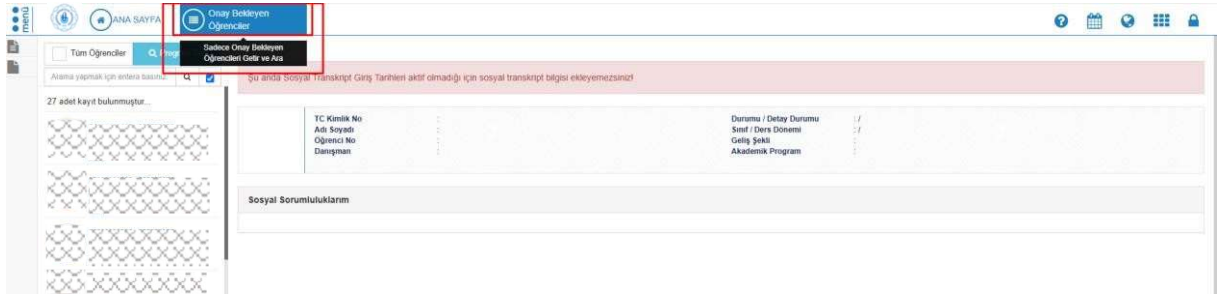 menü
ANA SAYFA
Onay Bekleyen
Öğrenciler
Sadece Onay Bekleyen
Öğrencileri Getir ve Ara
Tüm Öğrenciler
Arama yapmak için entera basınız.
27 adet kayıt bulunmuştur...
Şu anda Sosyal Transkript Giriş Tarihleri aktif olmadığı için sosyal transkript bilgisi ekleyemezsiniz!
TC Kimlik No :
Adı Soyadı :
Öğrenci No :
Danışman :
Durumu / Detay Durumu : /
Sınıf / Ders Dönemi : /
Geliş Şekli :
Akademik Program :
Sosyal Sorumluluklarım